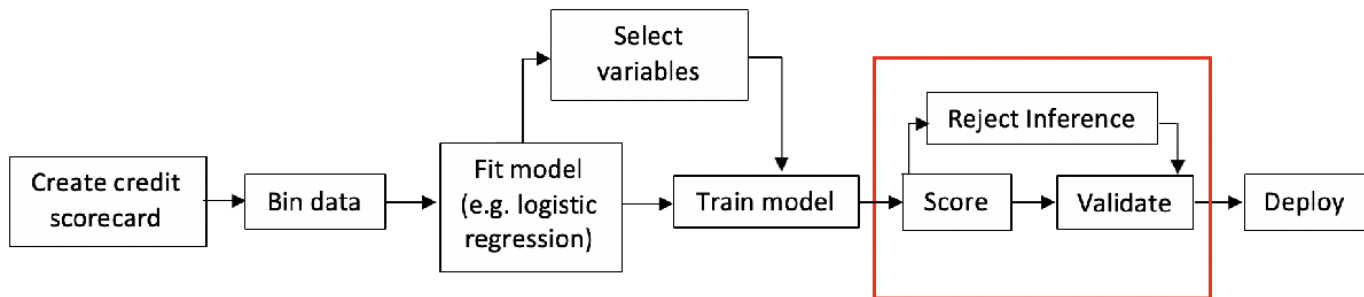 Select
variables
Reject Inference
Create credit
scorecard
Bin data
Fit model
(e.g. logistic
regression)
Train model
Score
Validate
Deploy